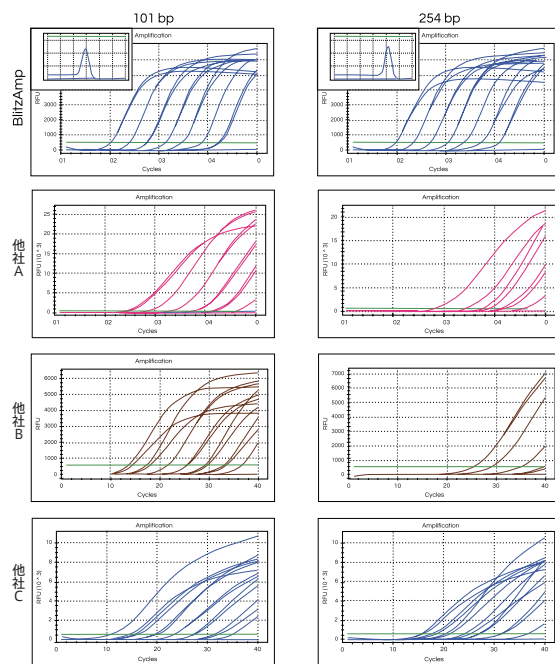 101 bp
254 bp
BlitzAmp
Amplification
RFU
3000
2000
1000
0
01
02
03
04
0
Cycles
Amplification
RFU
3000
2000
1000
0
01
02
03
04
0
Cycles
他社A
Amplification
RFU (10 ^ 3)
25
20
15
10
5
0
01
02
03
04
0
Cycles
Amplification
RFU (10 ^ 3)
20
15
10
5
0
01
02
03
04
0
Cycles
他社B
Amplification
RFU
6000
5000
4000
3000
2000
1000
0
0
10
20
30
40
Cycles
Amplification
RFU
7000
6000
5000
4000
3000
2000
1000
0
0
10
20
30
40
Cycles
他社C
Amplification
RFU (10 ^ 3)
10
8
6
4
2
0
0
10
20
30
40
Cycles
Amplification
RFU (10 ^ 3)
10
8
6
4
2
0
0
10
20
30
40
Cycles